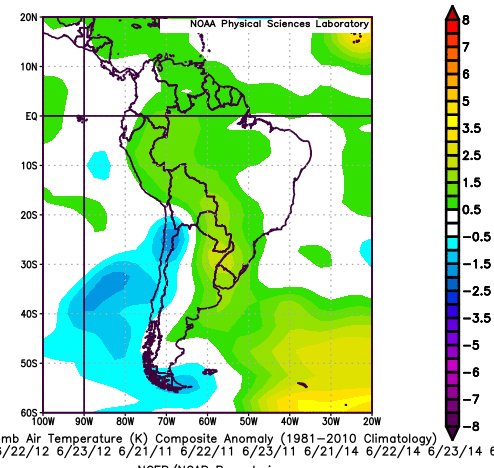 NOAA Physical Sciences Laboratory
20N
10N
EQ
10S
20S
30S
40S
50S
60S
100W 90W 80W 70W 60W 50W 40W 30W 20W
8
7
6
5
4.5
3.5
2.5
1.5
0.5
-0.5
-1.5
-2.5
-3.5
-5
-6
-7
-8
mb Air Temperature (K) Composite Anomaly (1981-2010 Climatology)
6/22/12 6/23/12 6/21/11 6/22/11 6/23/11 6/21/14 6/22/14 6/23/14 6